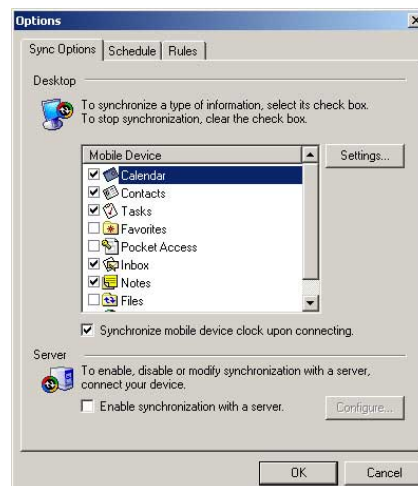 Options
Sync Options Schedule Rules
Desktop
To synchronize a type of information, select its check box.
To stop synchronization, clear the check box.
Mobile Device
Settings...
Calendar
Contacts
Tasks
Favorites
Pocket Access
Inbox
Notes
Files
Synchronize mobile device clock upon connecting.
Server
To enable, disable or modify synchronization with a server,
connect your device.
Enable synchronization with a server.
Configure...
OK Cancel